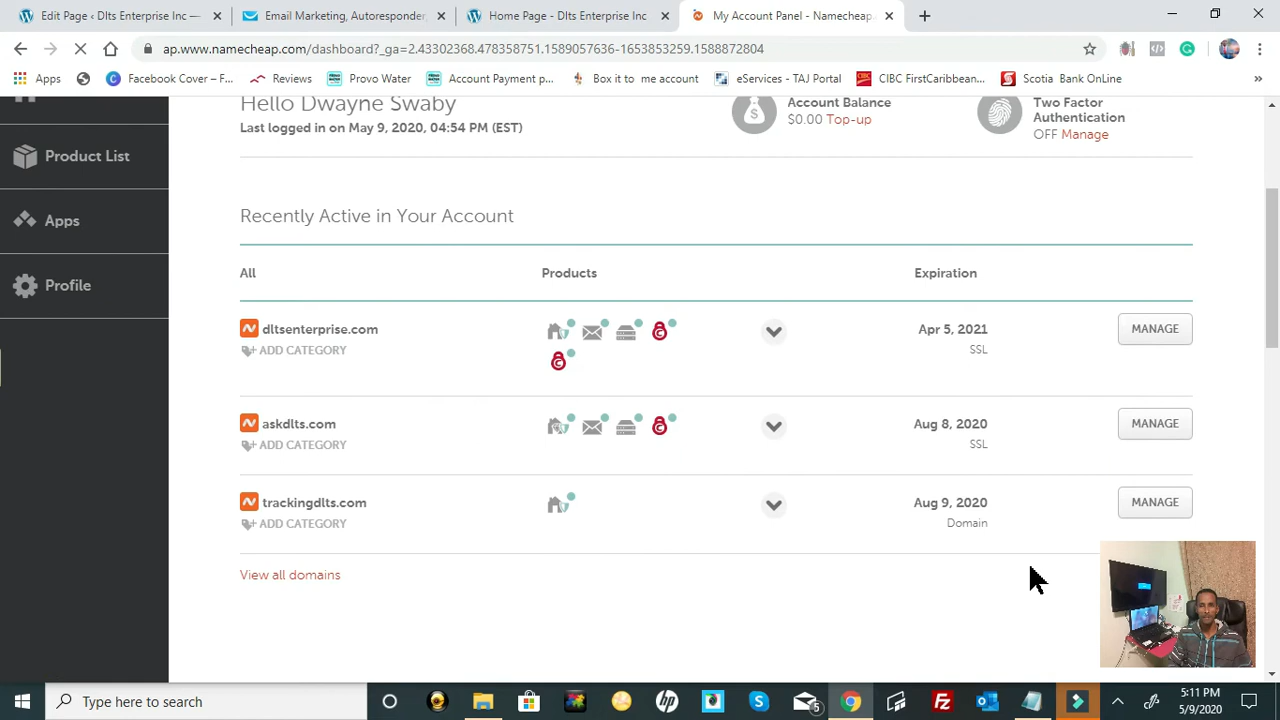 Edit Page ‹ Dlts Enterprise Inc —
Email Marketing, Autoresponder,
Home Page - Dlts Enterprise Inc
My Account Panel - Namecheap
ap.www.namecheap.com/dashboard?_ga=2.43302368.478358751.1589057636-1653853259.1588672804
Apps
Facebook Cover – F...
Reviews
Provo Water
Account Payment p...
Box it to me account
eServices - TAJ Portal
CIBC FirstCaribbean...
Scotia Bank OnLine
»
Hello Dwayne Swaby
Last logged in on May 9, 2020, 04:54 PM (EST)
Account Balance
$0.00 Top-up
Two Factor
Authentication
OFF Manage
Product List
Apps
Profile
Recently Active in Your Account
All Products Expiration
dltsenterprise.com Apr 5, 2021 MANAGE
ADD CATEGORY SSL
askdlts.com Aug 8, 2020 MANAGE
ADD CATEGORY SSL
trackingdlts.com Aug 9, 2020 MANAGE
ADD CATEGORY Domain
View all domains
Type here to search
5
5:11 PM
5/9/2020